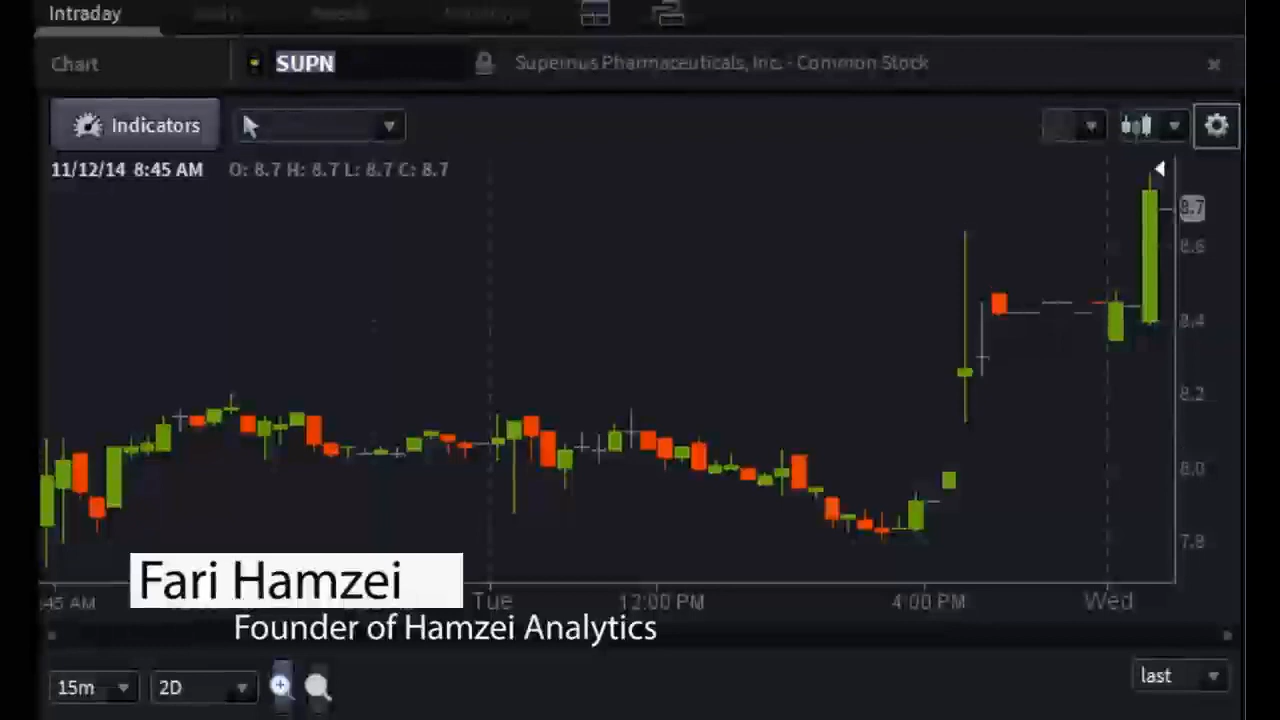 Intraday
Chart SUPN Supernus Pharmaceuticals, Inc. - Common Stock
Indicators
11/12/14 8:45 AM O: 8.7 H: 8.7 L: 8.7 C: 8.7
8.7
8.6
8.4
8.2
8.0
7.8
Fari Hamzei
:45 AM Tue 12:00 PM 4:00 PM Wed
Founder of Hamzei Analytics
15m 2D last